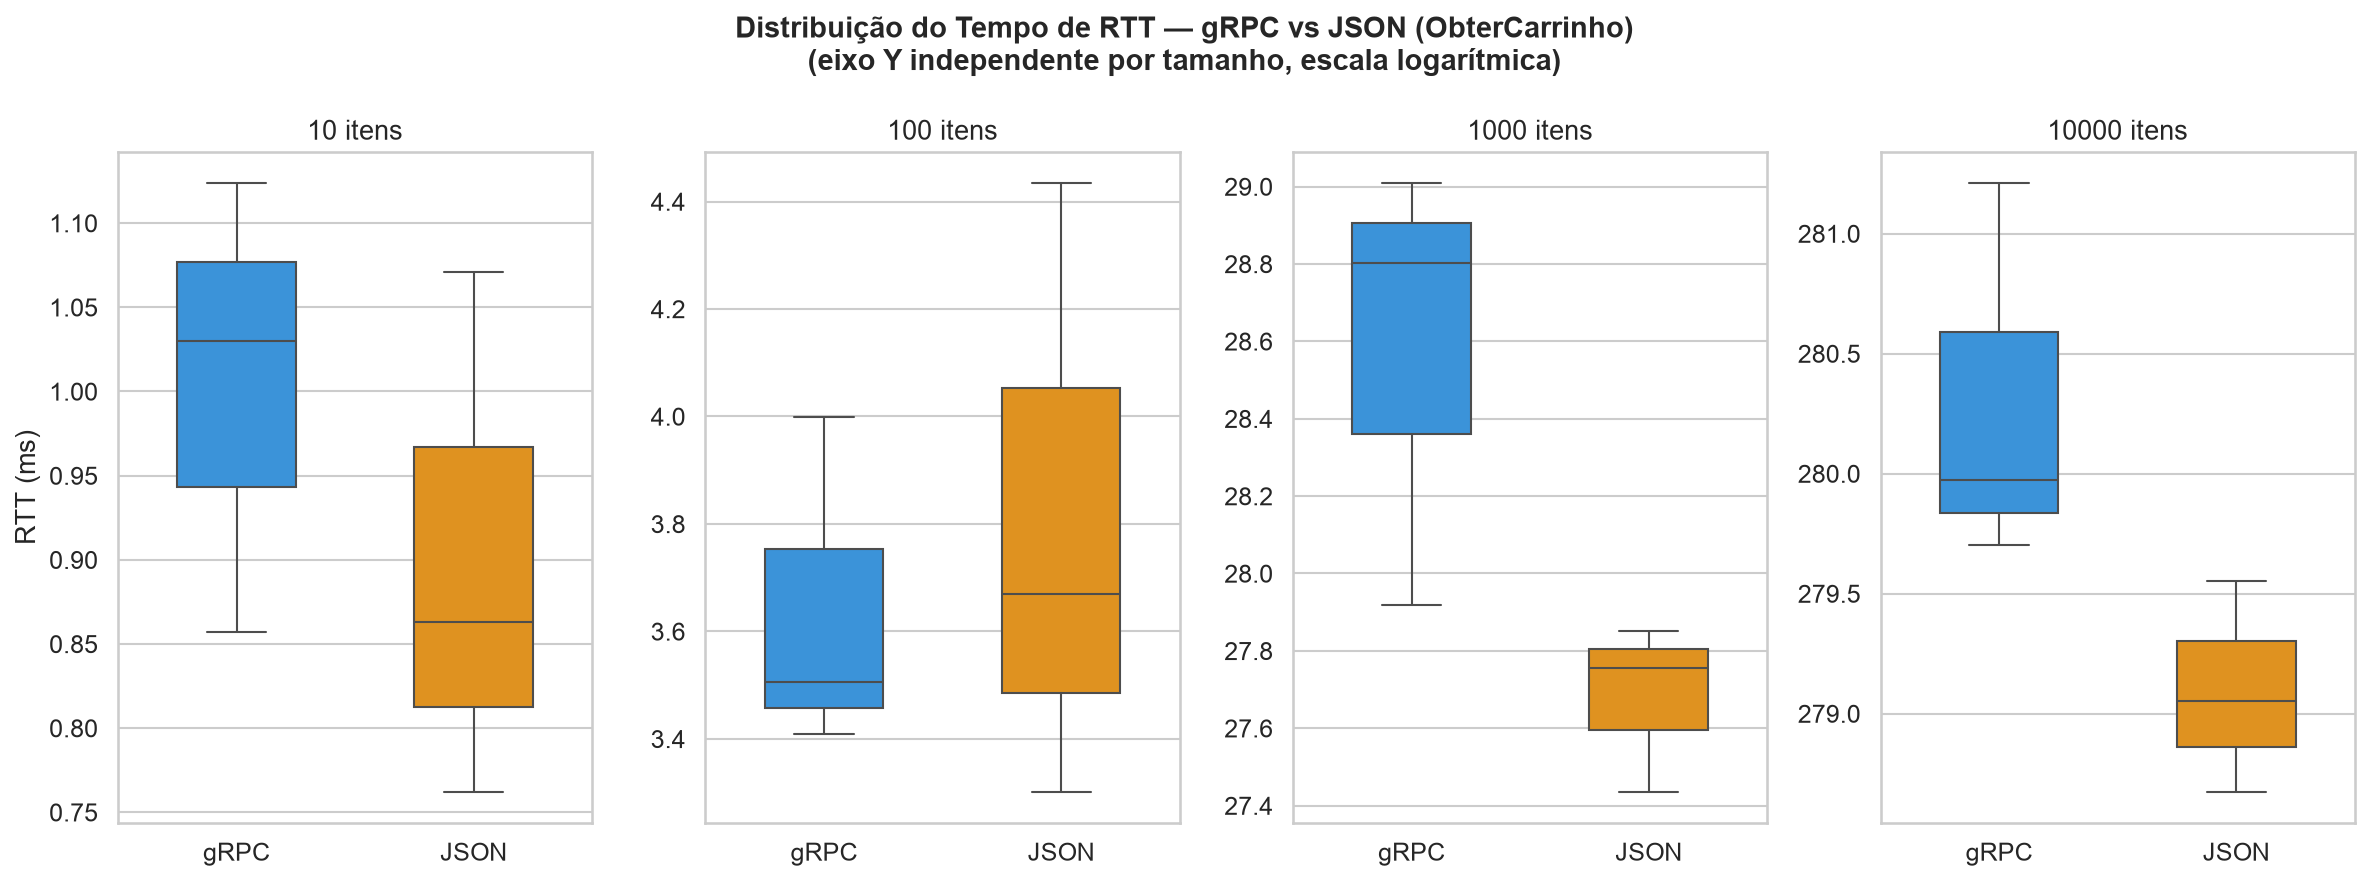 Distribuição do Tempo de RTT — gRPC vs JSON (ObterCarrinho)
(eixo Y independente por tamanho, escala logarítmica)
10 itens
100 itens
1000 itens
10000 itens
RTT (ms)
1.10
1.05
1.00
0.95
0.90
0.85
0.80
0.75
gRPC
JSON
4.4
4.2
4.0
3.8
3.6
3.4
gRPC
JSON
29.0
28.8
28.6
28.4
28.2
28.0
27.8
27.6
27.4
gRPC
JSON
281.0
280.5
280.0
279.5
279.0
gRPC
JSON